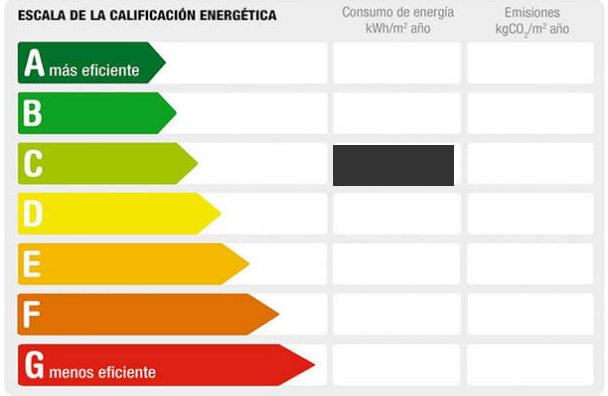 ESCALA DE LA CALIFICACIÓN ENERGÉTICA
Consumo de energía
kWh/m² año
Emisiones
kgCO₂/m² año
A más eficiente
B
C
D
E
F
G menos eficiente